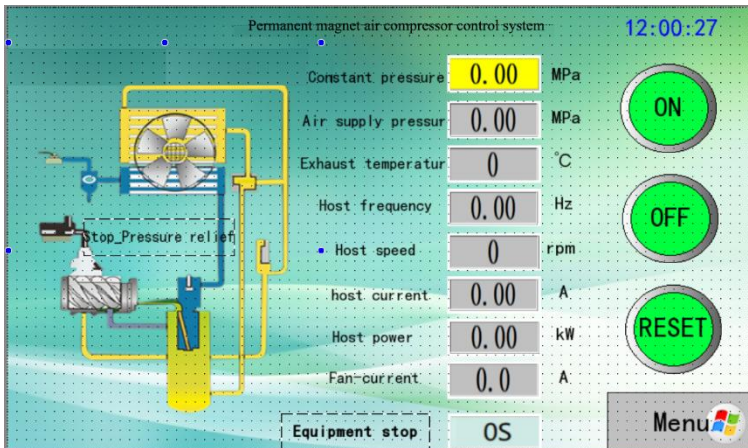 Permanent magnet air compressor control system
12:00:27
Constant pressure 0.00 MPa
ON
Air supply pressur 0.00 MPa
Exhaust temperatur 0 ℃
Host frequency 0.00 Hz
OFF
Stop_Pressure relief
Host speed 0 rpm
host current 0.00 A
Host power 0.00 kW
RESET
Fan-current 0.0 A
Equipment stop 0S
Menu